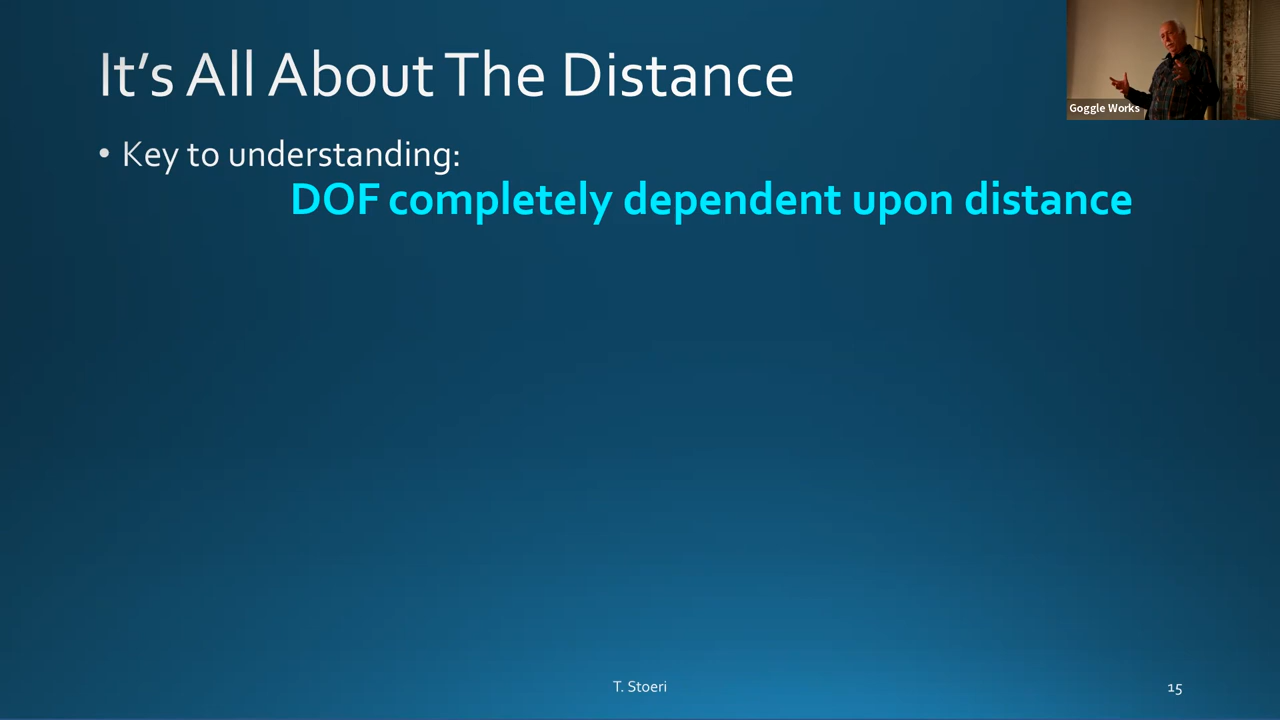 It's All About The Distance
Goggle Works
• Key to understanding:
DOF completely dependent upon distance
T. Stoeri
15